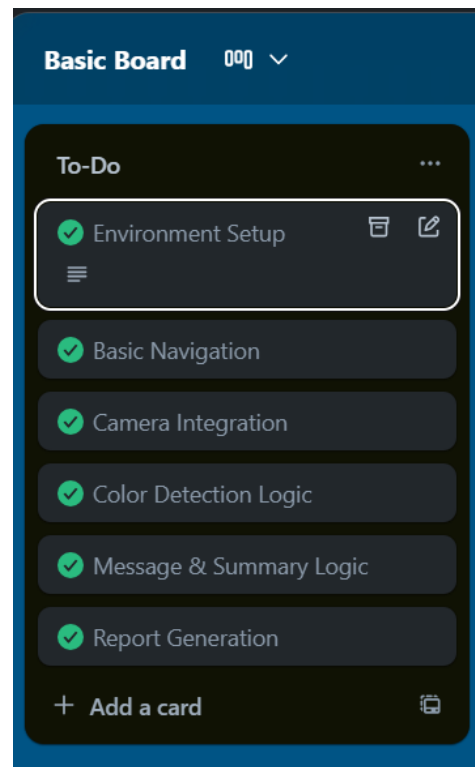 Basic Board
To-Do
Environment Setup
Basic Navigation
Camera Integration
Color Detection Logic
Message & Summary Logic
Report Generation
+ Add a card